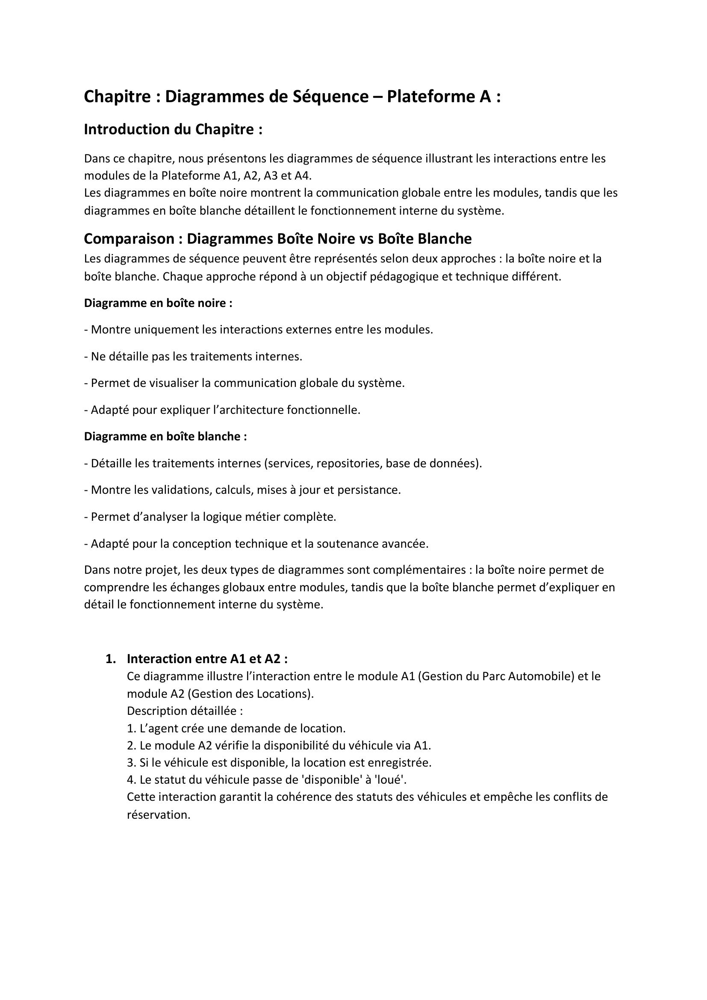 Chapitre : Diagrammes de Séquence – Plateforme A :
Introduction du Chapitre :
Dans ce chapitre, nous présentons les diagrammes de séquence illustrant les interactions entre les
modules de la Plateforme A1, A2, A3 et A4.
Les diagrammes en boîte noire montrent la communication globale entre les modules, tandis que les
diagrammes en boîte blanche détaillent le fonctionnement interne du système.
Comparaison : Diagrammes Boîte Noire vs Boîte Blanche
Les diagrammes de séquence peuvent être représentés selon deux approches : la boîte noire et la
boîte blanche. Chaque approche répond à un objectif pédagogique et technique différent.
Diagramme en boîte noire :
- Montre uniquement les interactions externes entre les modules.
- Ne détaille pas les traitements internes.
- Permet de visualiser la communication globale du système.
- Adapté pour expliquer l’architecture fonctionnelle.
Diagramme en boîte blanche :
- Détaille les traitements internes (services, repositories, base de données).
- Montre les validations, calculs, mises à jour et persistance.
- Permet d’analyser la logique métier complète.
- Adapté pour la conception technique et la soutenance avancée.
Dans notre projet, les deux types de diagrammes sont complémentaires : la boîte noire permet de
comprendre les échanges globaux entre modules, tandis que la boîte blanche permet d’expliquer en
détail le fonctionnement interne du système.
1. Interaction entre A1 et A2 :
Ce diagramme illustre l’interaction entre le module A1 (Gestion du Parc Automobile) et le
module A2 (Gestion des Locations).
Description détaillée :
1. L’agent crée une demande de location.
2. Le module A2 vérifie la disponibilité du véhicule via A1.
3. Si le véhicule est disponible, la location est enregistrée.
4. Le statut du véhicule passe de 'disponible' à 'loué'.
Cette interaction garantit la cohérence des statuts des véhicules et empêche les conflits de
réservation.